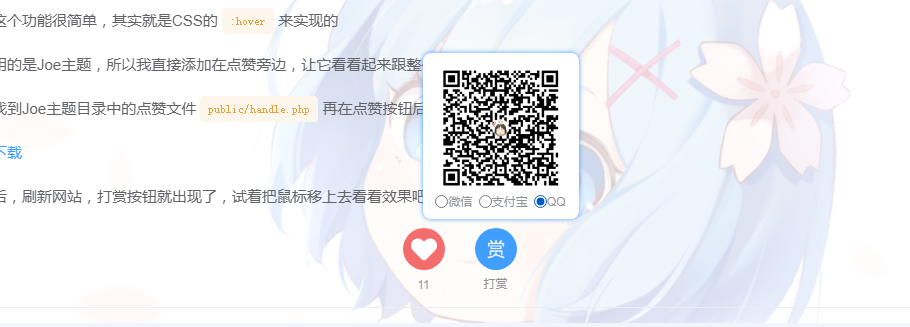 这个功能很简单，其实就是CSS的 :hover 来实现的
用的是Joe主题，所以我直接添加在点赞旁边，让它看看起来跟整
找到Joe主题目录中的点赞文件 public/handle.php 再在点赞按钮后
下载
后，刷新网站，打赏按钮就出现了，试着把鼠标移上去看看效果吧
微信 支付宝 QQ
赏
11 打赏